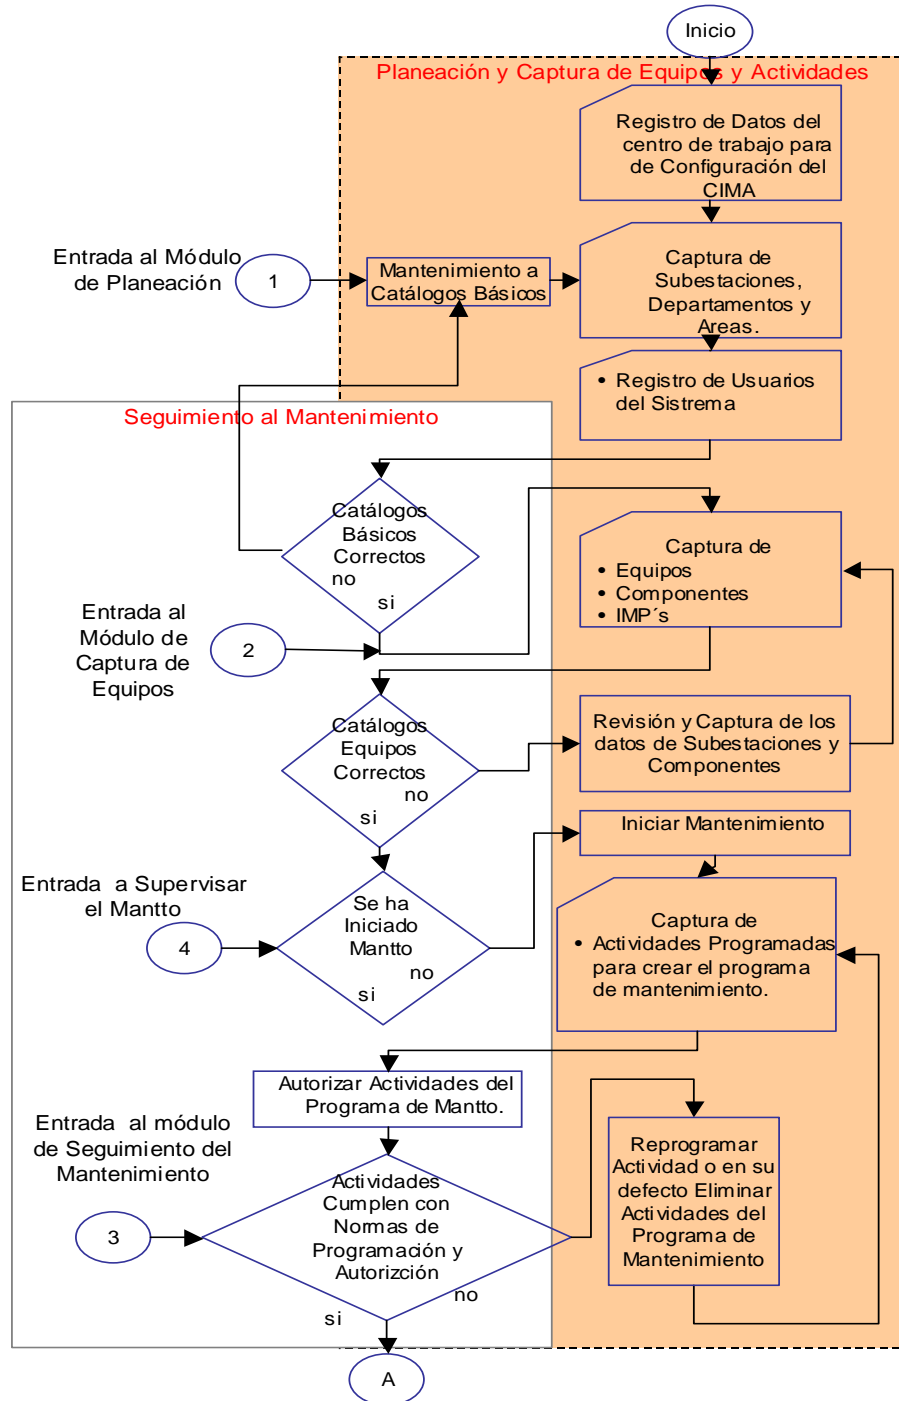 Inicio
Planeación y Captura de Equipos y Actividades
Registro de Datos del
centro de trabajo para
de Configuración del
CIMA
Entrada al Módulo
de Planeación
1
Mantenimiento a
Catálogos Básicos
Captura de
Subestaciones,
Departamentos y
Areas.
• Registro de Usuarios
del Sistrema
Seguimiento al Mantenimiento
Catálogos
Básicos
Correctos
no
si
Captura de
• Equipos
• Componentes
• IMP´s
Entrada al
Módulo de
Captura de
Equipos
2
Catálogos
Equipos
Correctos
no
si
Revisión y Captura de los
datos de Subestaciones y
Componentes
Iniciar Mantenimiento
Entrada a Supervisar
el Mantto
4
Se ha
Iniciado
Mantto
no
si
Captura de
• Actividades Programadas
para crear el programa
de mantenimiento.
Autorizar Actividades del
Programa de Mantto.
Entrada al módulo
de Seguimiento del
Mantenimiento
3
Actividades
Cumplen con
Normas de
Programación y
Autorizción
no
si
Reprogramar
Actividad o en su
defecto Eliminar
Actividades del
Programa de
Mantenimiento
A